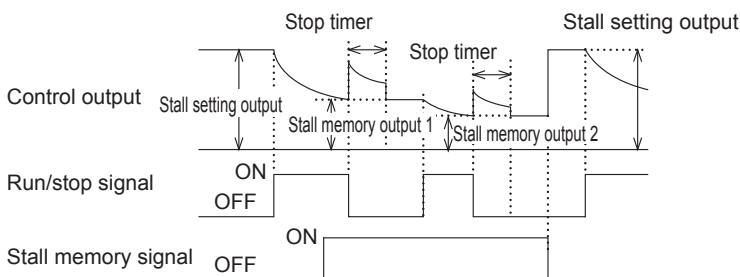 Stop timer
Stall setting output
Stop timer
Control output
Stall setting output
Stall memory output 1
Stall memory output 2
ON
Run/stop signal
OFF
ON
Stall memory signal
OFF